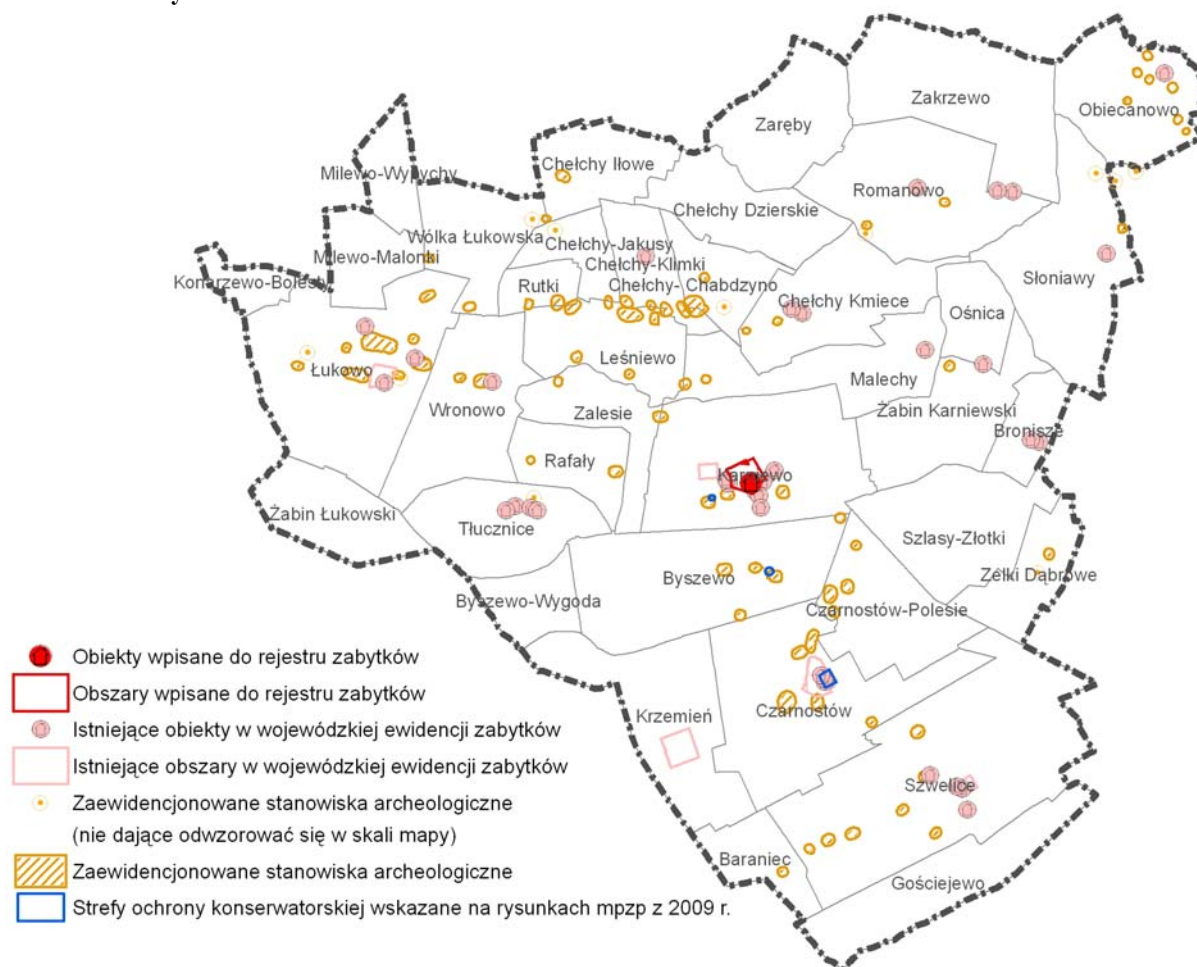 Zakrzewo
Obiecanowo
Zaręby
Chełchy Iłowe
Milewo-Wypychy
Romanowo
Chełchy Dzierskie
Wólka Łukowska
Chełchy-Jakusy
Milewo-Malonki
Chełchy-Klimki
Konarzewo-Bolesty
Rutki
Chełchy- Chabdzyno
Słoniawy
Chełchy Kmiece
Ośnica
Łukowo
Leśniewo
Malechy
Wronowo
Zalesie
Żabin Karniewski
Bronisze
Rafały
Karniewo
Żabin Łukowski
Tłucznice
Szlasy-Złotki
Byszewo
Zelki Dąbrowe
Byszewo-Wygoda
Czarnostów-Polesie
Krzemień
Czarnostów
Szwelice
Baraniec
Gościejewo
Obiekty wpisane do rejestru zabytków
Obszary wpisane do rejestru zabytków
Istniejące obiekty w wojewódzkiej ewidencji zabytków
Istniejące obszary w wojewódzkiej ewidencji zabytków
Zaewidencjonowane stanowiska archeologiczne
(nie dające odwzorować się w skali mapy)
Zaewidencjonowane stanowiska archeologiczne
Strefy ochrony konserwatorskiej wskazane na rysunkach mpzp z 2009 r.